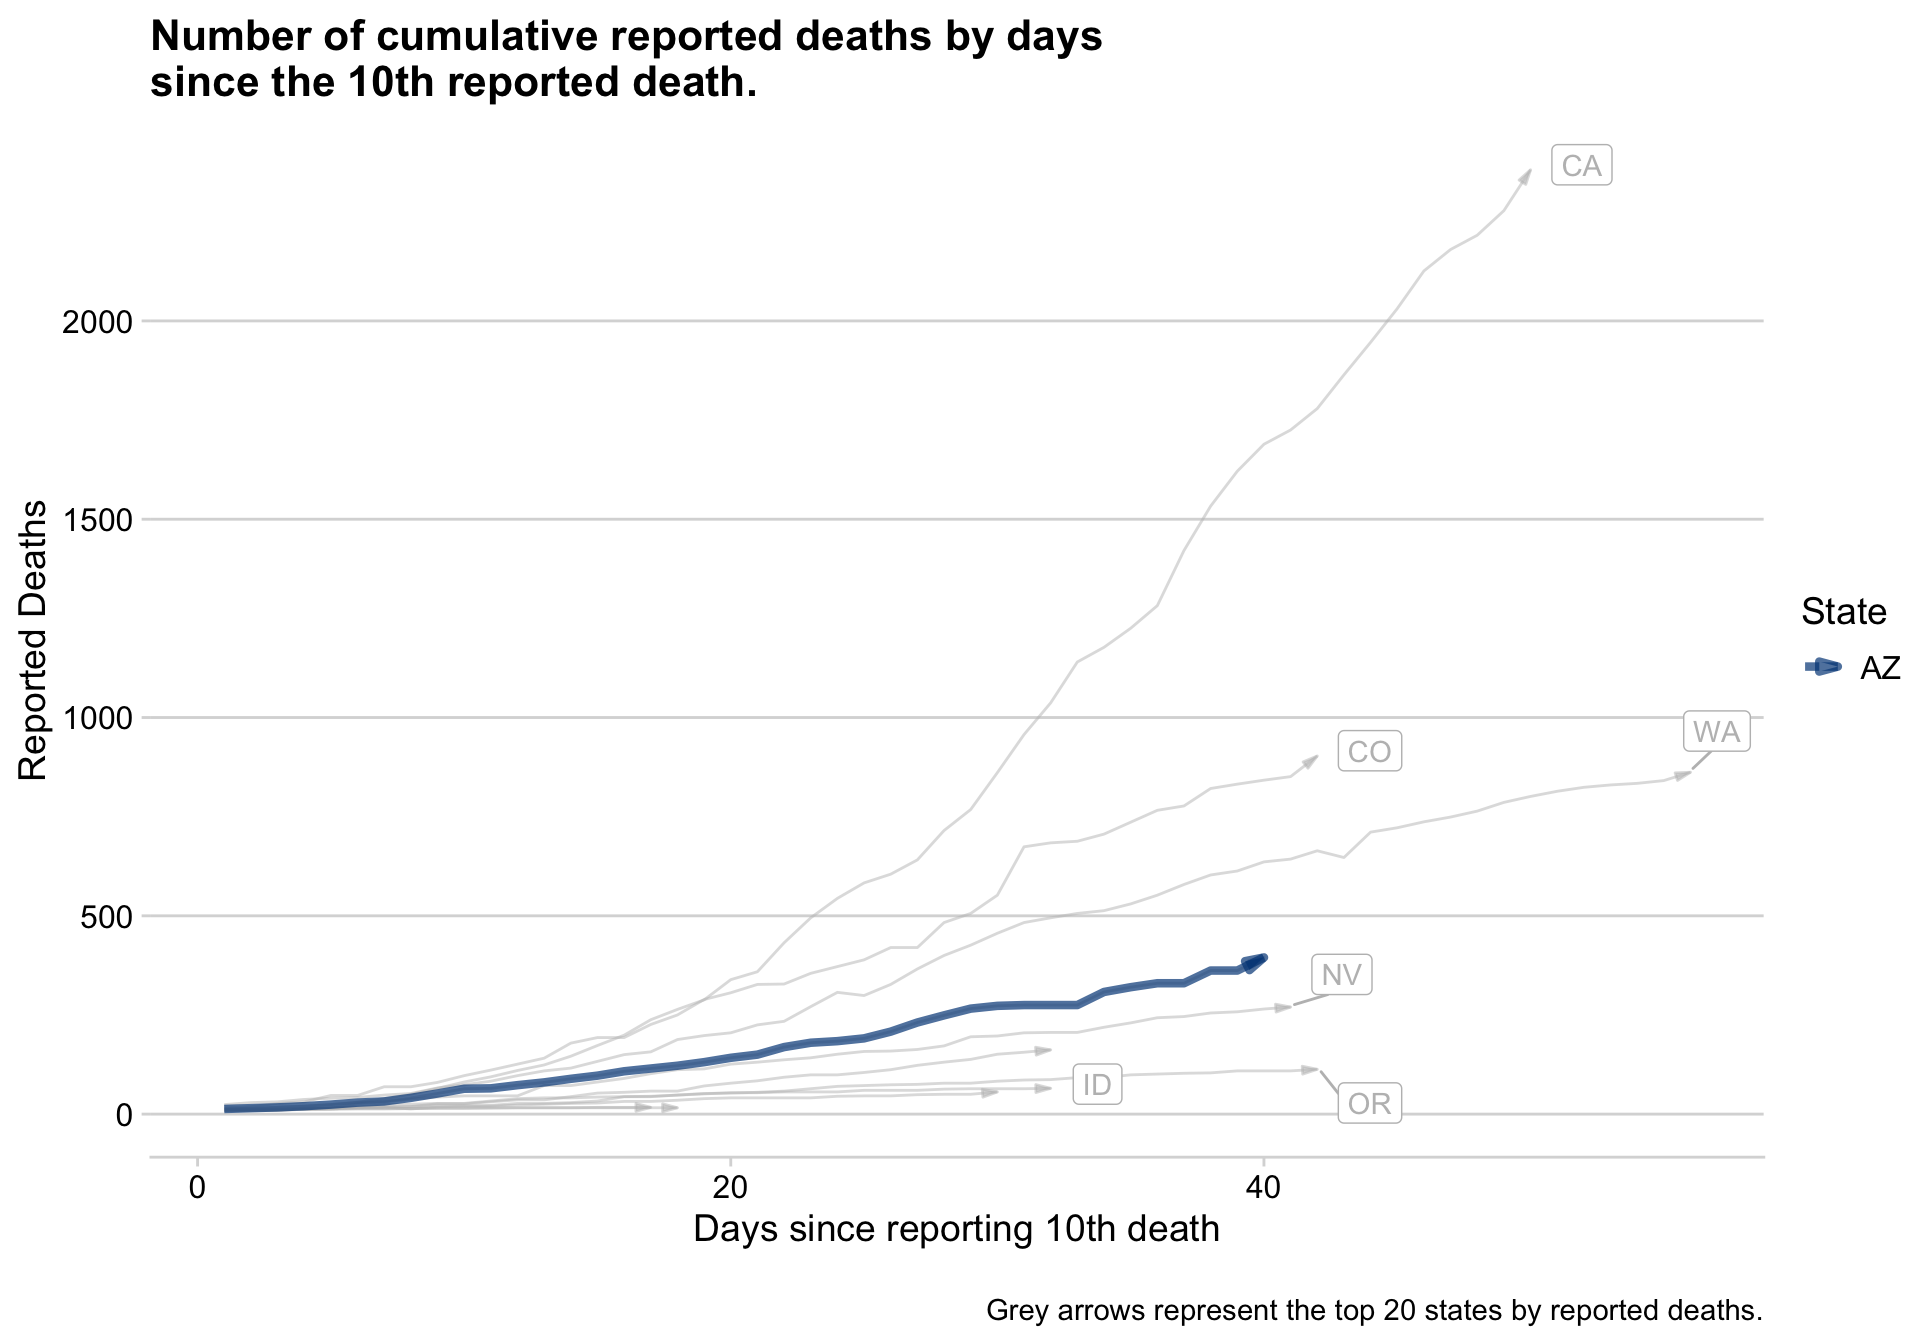 Number of cumulative reported deaths by days
since the 10th reported death.
CA
2000
1500
Reported Deaths
State
AZ
1000
WA
CO
500
NV
ID
OR
0
0 20 40
Days since reporting 10th death
Grey arrows represent the top 20 states by reported deaths.